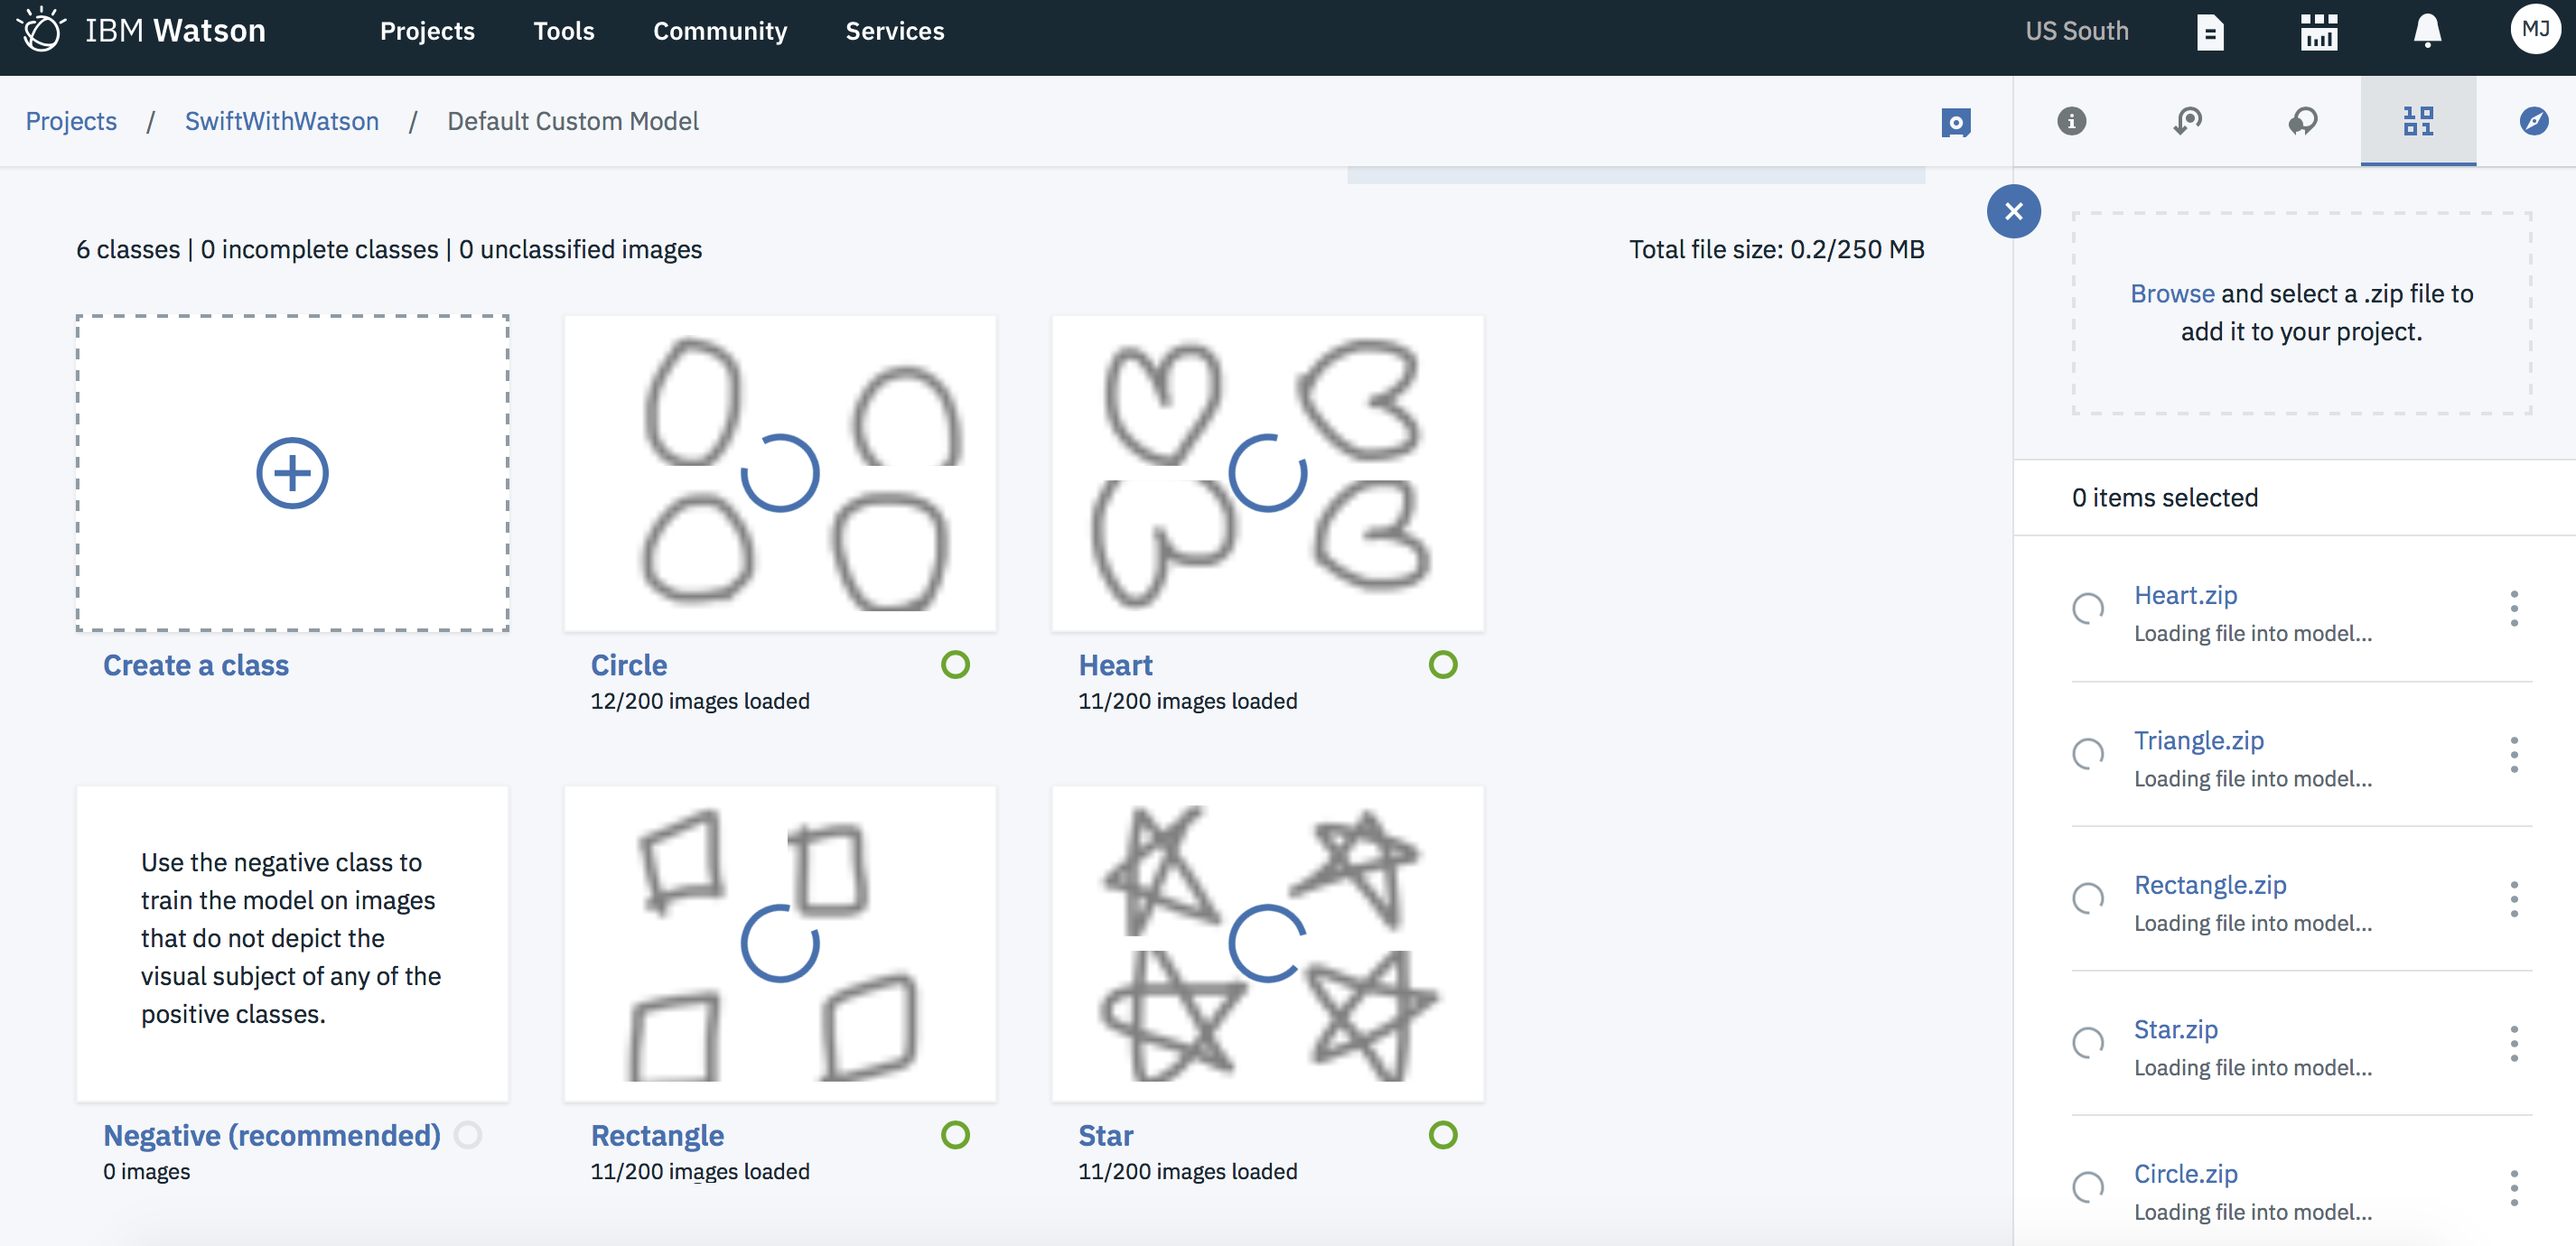 IBM Watson
Projects
Tools
Community
Services
US South
MJ
Projects / SwiftWithWatson / Default Custom Model
6 classes | 0 incomplete classes | 0 unclassified images
Total file size: 0.2/250 MB
Create a class
Circle
12/200 images loaded
Heart
11/200 images loaded
Use the negative class to
train the model on images
that do not depict the
visual subject of any of the
positive classes.
Negative (recommended)
0 images
Rectangle
11/200 images loaded
Star
11/200 images loaded
Browse and select a .zip file to
add it to your project.
0 items selected
Heart.zip
Loading file into model...
Triangle.zip
Loading file into model...
Rectangle.zip
Loading file into model...
Star.zip
Loading file into model...
Circle.zip
Loading file into model...